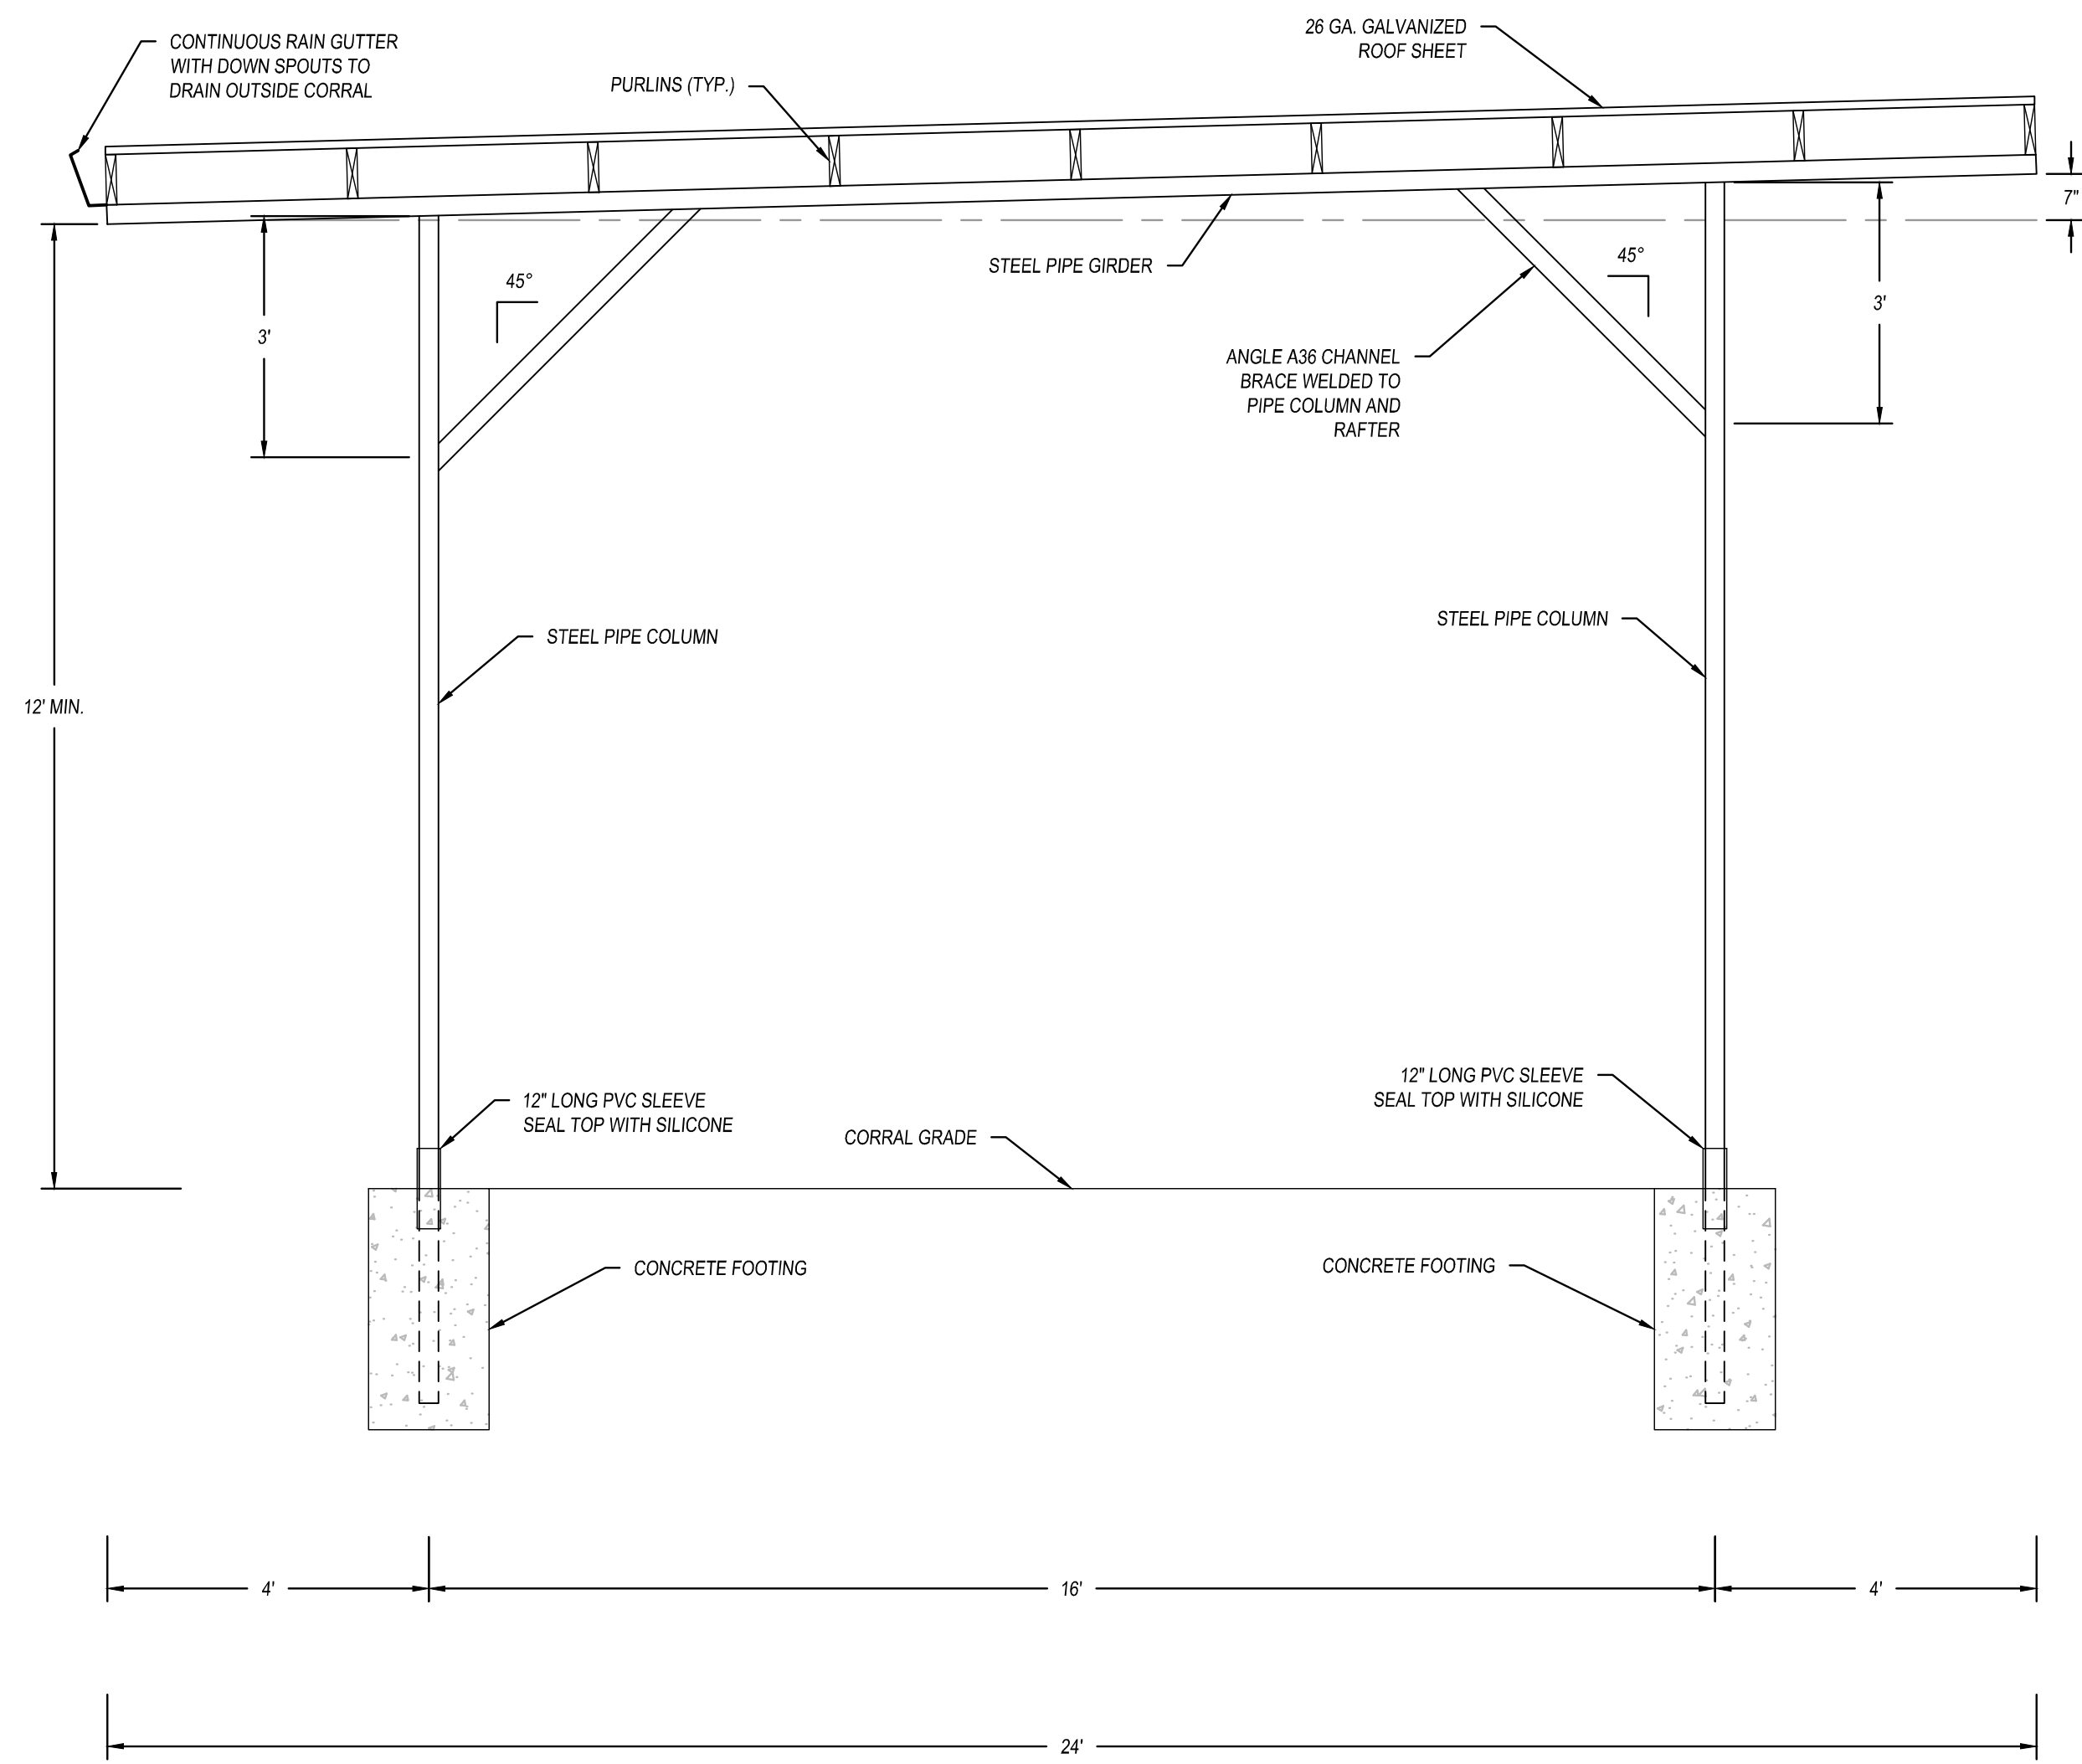 CONTINUOUS RAIN GUTTER
WITH DOWN SPOUTS TO
DRAIN OUTSIDE CORRAL
PURLINS (TYP.)
26 GA. GALVANIZED
ROOF SHEET
7"
STEEL PIPE GIRDER
45°
45°
3'
3'
ANGLE A36 CHANNEL
BRACE WELDED TO
PIPE COLUMN AND
RAFTER
STEEL PIPE COLUMN
STEEL PIPE COLUMN
12' MIN.
12" LONG PVC SLEEVE
SEAL TOP WITH SILICONE
12" LONG PVC SLEEVE
SEAL TOP WITH SILICONE
CORRAL GRADE
CONCRETE FOOTING
CONCRETE FOOTING
4'
16'
4'
24'